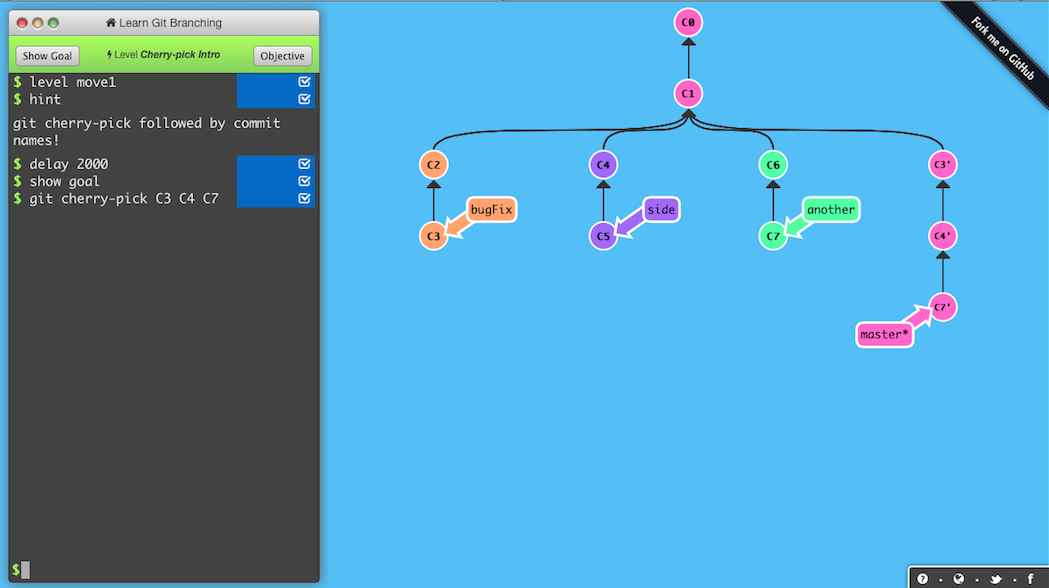 Learn Git Branching
Show Goal
Level Cherry-pick Intro
Objective
$ level move1
$ hint
git cherry-pick followed by commit
names!
$ delay 2000
$ show goal
$ git cherry-pick C3 C4 C7
$
C0
C1
C2
C4
C6
C3'
bugFix
side
another
C3
C5
C7
C4'
C7'
master*
Fork me on GitHub